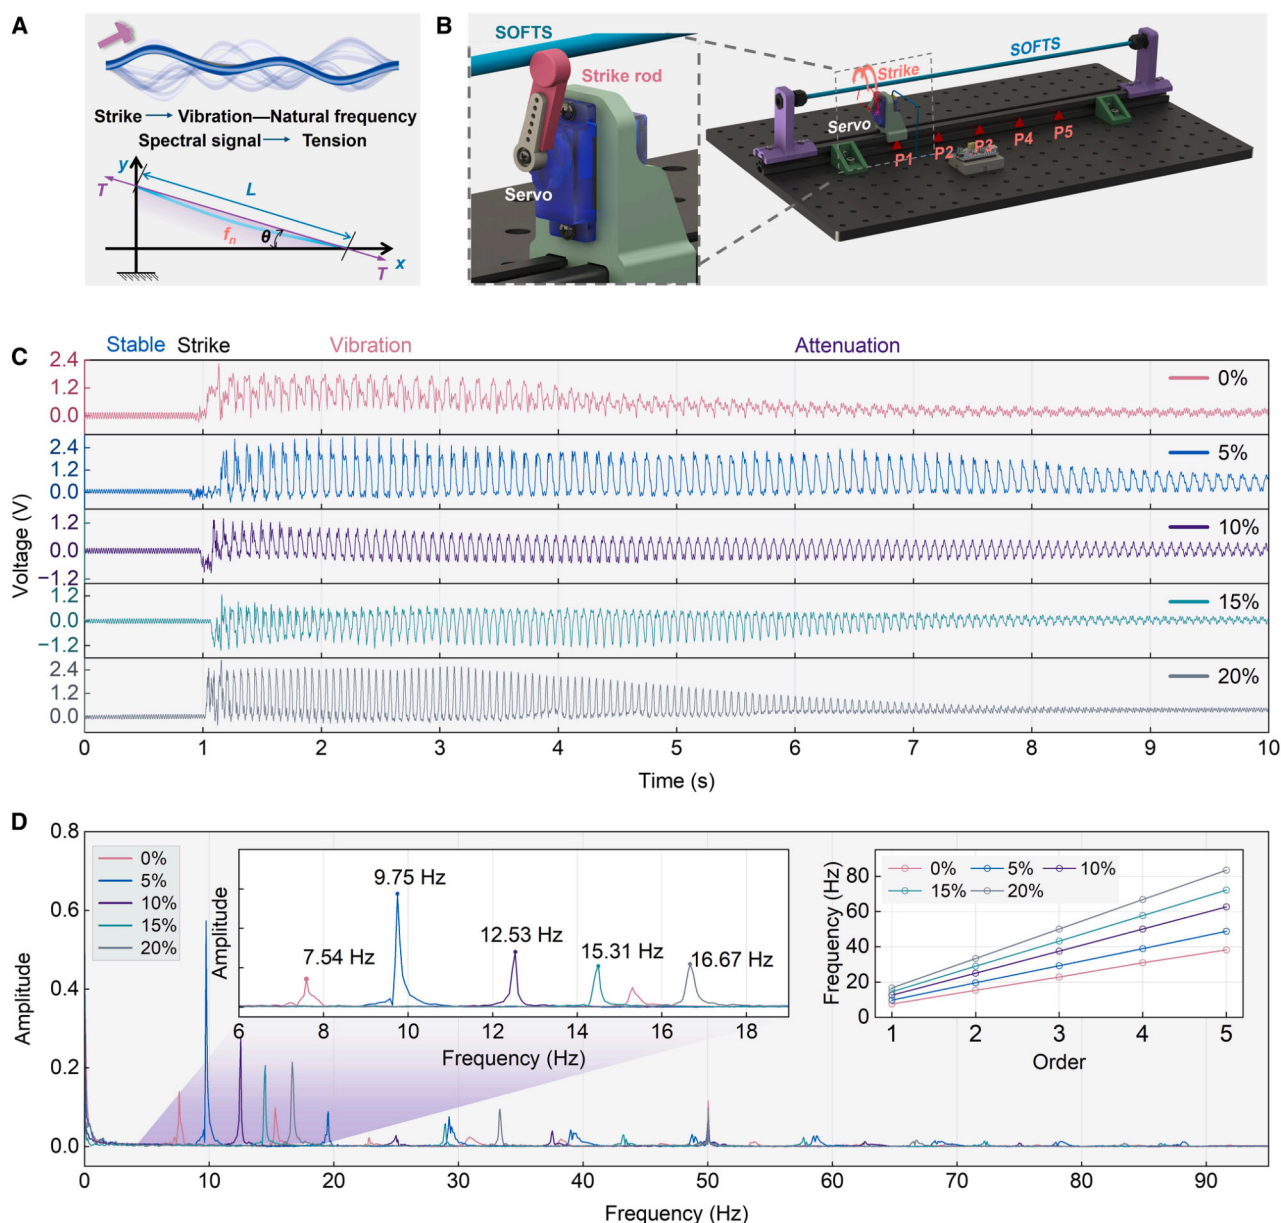 A
Strike → Vibration—Natural frequency
Spectral signal → Tension
y
T
L
f_n
θ
T
x
B
SOFTS
Strike rod
Servo
SOFTS
Strike
Servo
P1
P2
P3
P4
P5
C
Stable Strike Vibration Attenuation
Voltage (V)
2.4
1.2
0.0
0%
2.4
1.2
0.0
5%
1.2
0.0
−1.2
10%
1.2
0.0
−1.2
15%
2.4
1.2
0.0
20%
0 1 2 3 4 5 6 7 8 9 10
Time (s)
D
Amplitude
0.8
0.6
0.4
0.2
0.0
0%
5%
10%
15%
20%
Amplitude
7.54 Hz
9.75 Hz
12.53 Hz
15.31 Hz
16.67 Hz
6 8 10 12 14 16 18
Frequency (Hz)
Frequency (Hz)
80
60
40
20
0
0% 5% 10%
15% 20%
1 2 3 4 5
Order
0 10 20 30 40 50 60 70 80 90
Frequency (Hz)